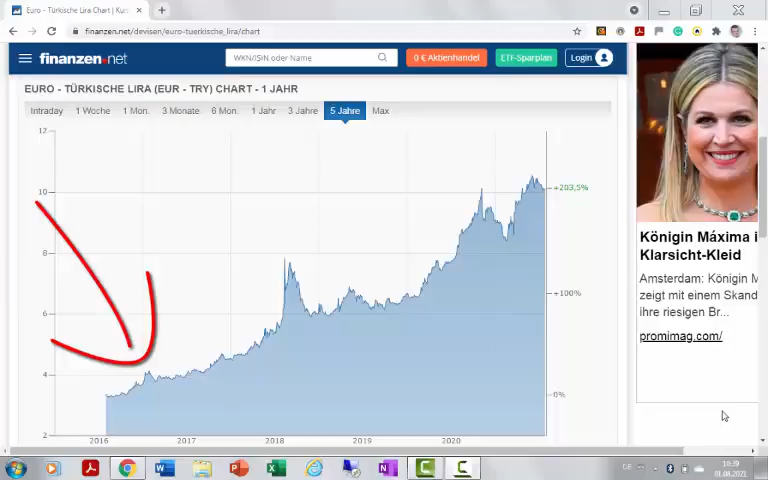 Euro - Türkische Lira Chart | Kurs
finanzen.net/devisen/euro-tuerkische_lira/chart
finanzen.net
WKN/ISIN oder Name
0 € Aktienhandel
ETF-Sparplan
Login
EURO - TÜRKISCHE LIRA (EUR - TRY) CHART - 1 JAHR
Intraday 1 Woche 1 Mon. 3 Monate 6 Mon. 1 Jahr 3 Jahre 5 Jahre Max
12
10
8
6
4
2
+203,5%
+100%
0%
2016 2017 2018 2019 2020
Königin Máxima i
Klarsicht-Kleid
Amsterdam: Königin M
zeigt mit einem Skand
ihre riesigen Br...
promimag.com/
DE
10:39
01.08.2021